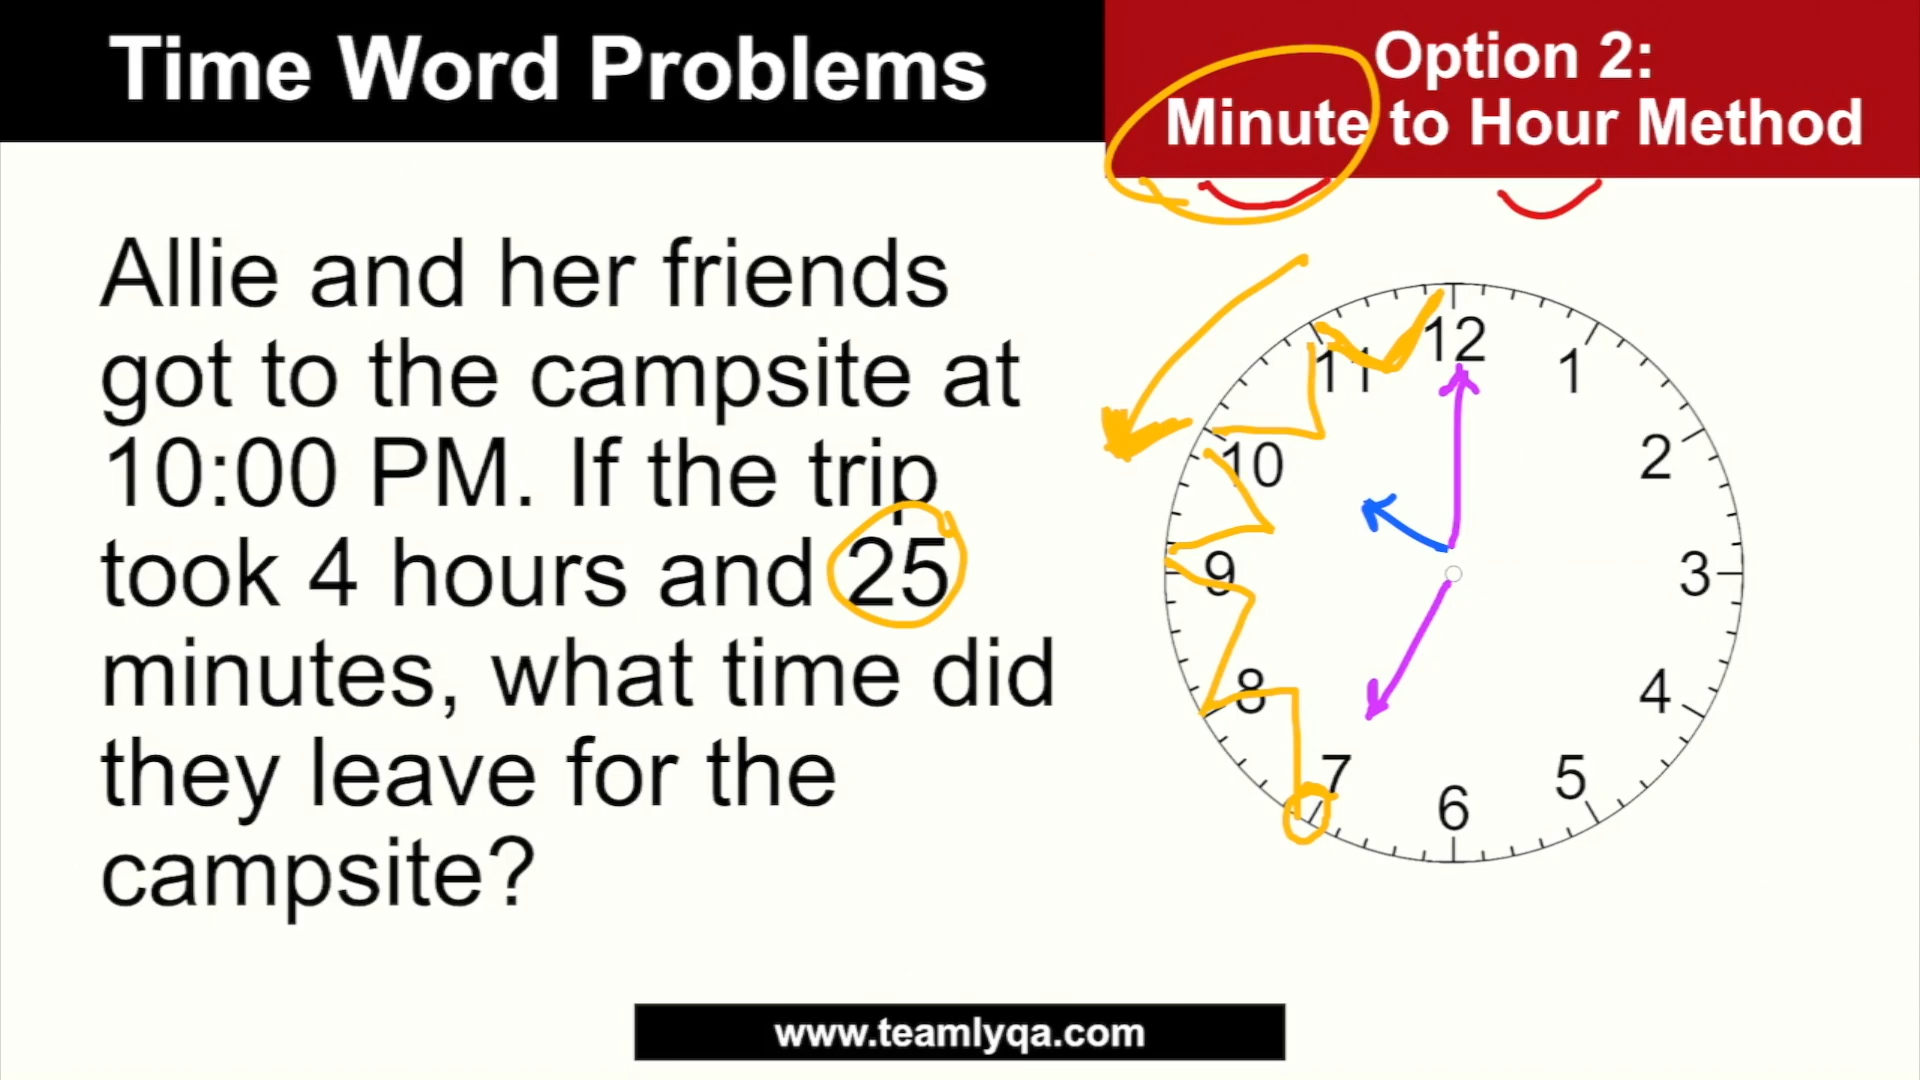 Time Word Problems
Option 2:
Minute to Hour Method
Allie and her friends
got to the campsite at
10:00 PM. If the trip
took 4 hours and 25
minutes, what time did
they leave for the
campsite?
12
1
2
3
4
5
6
7
8
9
10
11
www.teamlyqa.com